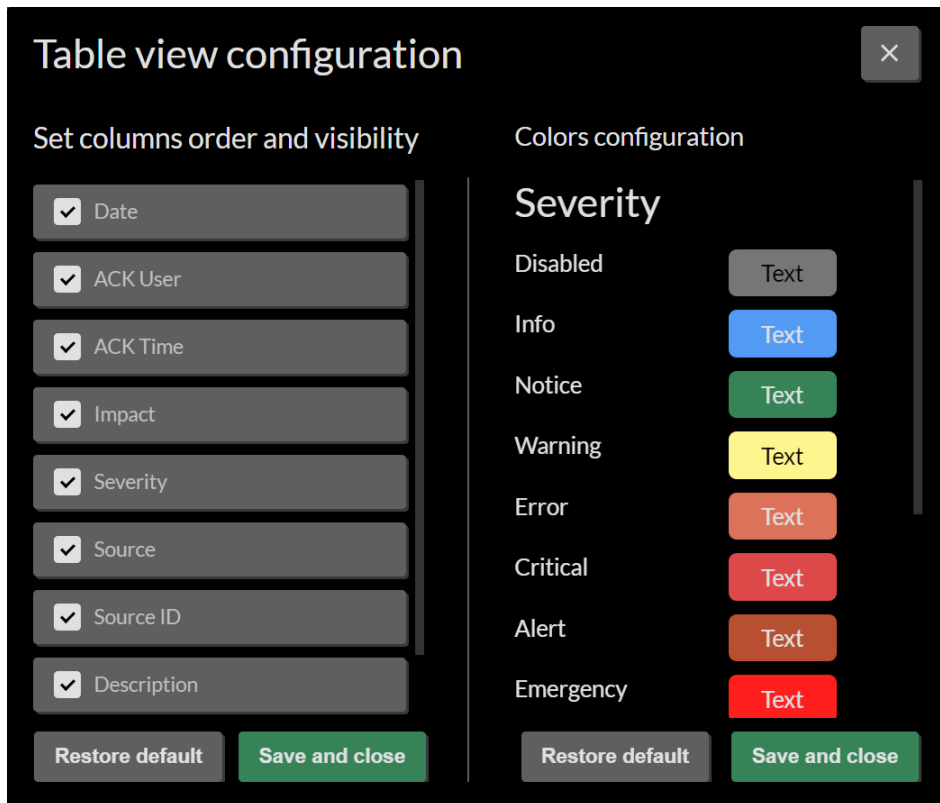 Table view configuration
Set columns order and visibility
Date
ACK User
ACK Time
Impact
Severity
Source
Source ID
Description
Restore default
Save and close
Colors configuration
Severity
Disabled
Text
Info
Text
Notice
Text
Warning
Text
Error
Text
Critical
Text
Alert
Text
Emergency
Text
Restore default
Save and close